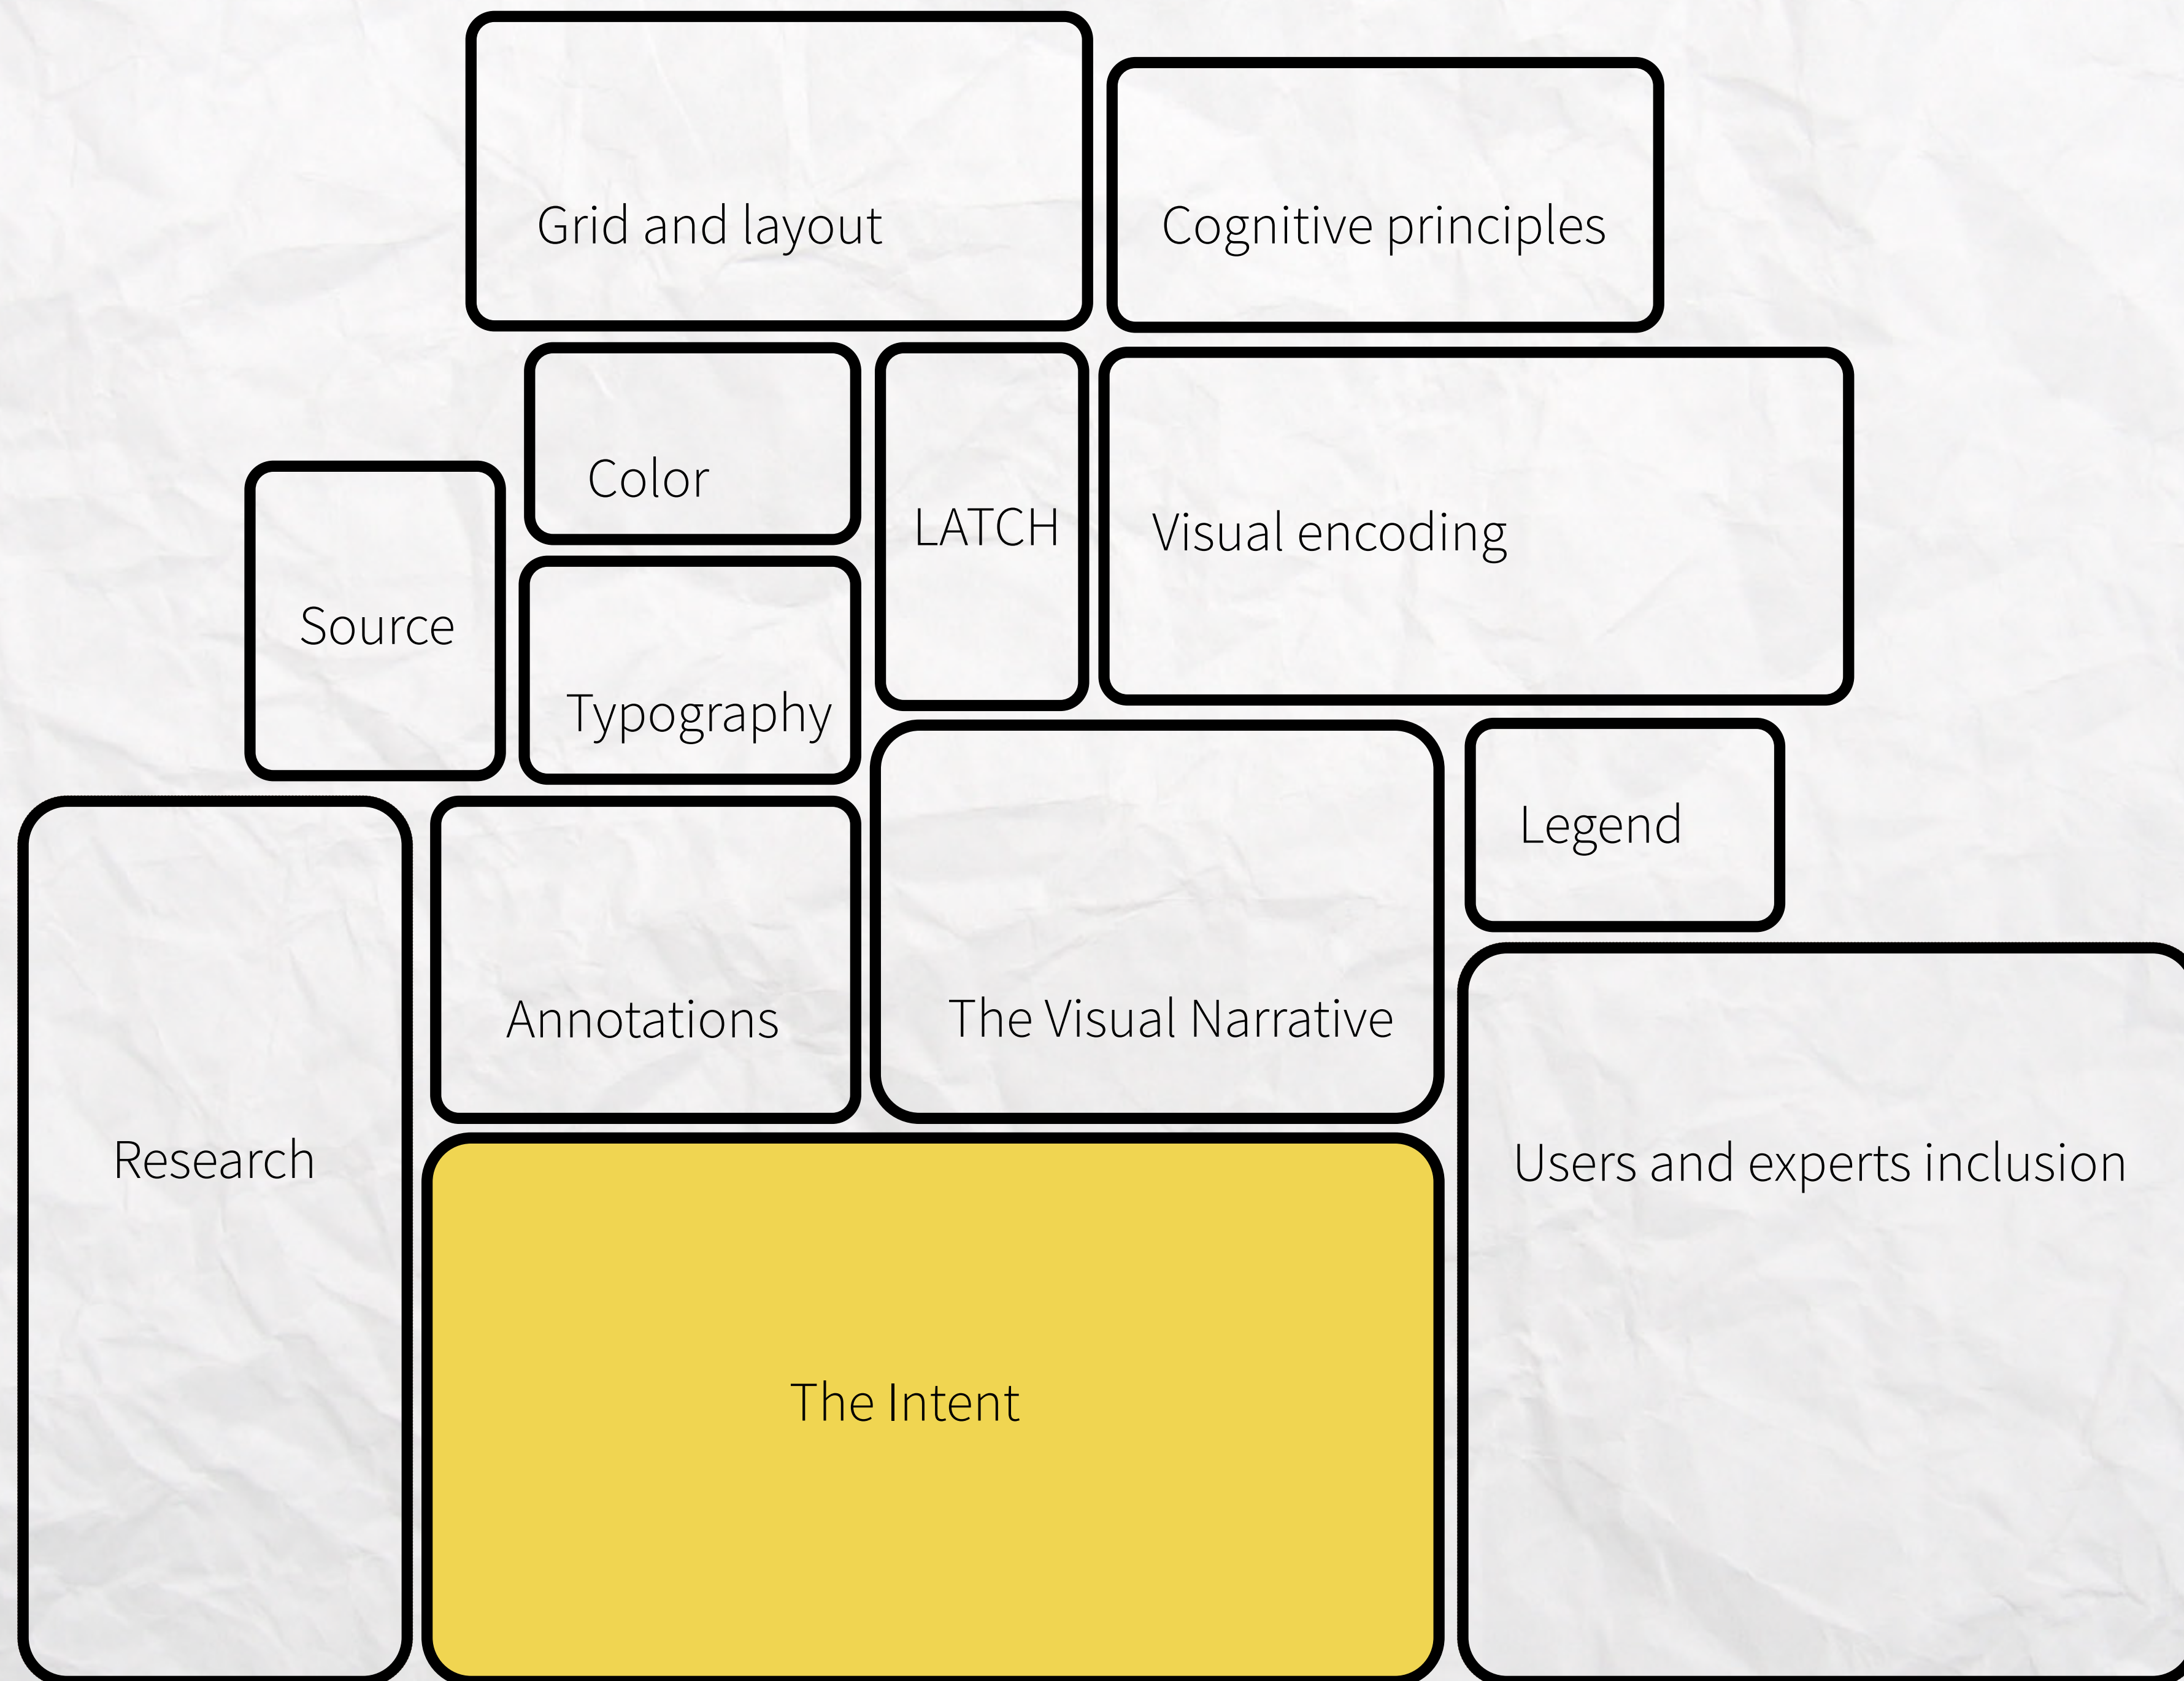 Grid and layout
Cognitive principles
Color
LATCH
Visual encoding
Source
Typography
Legend
Annotations
The Visual Narrative
Research
Users and experts inclusion
The Intent